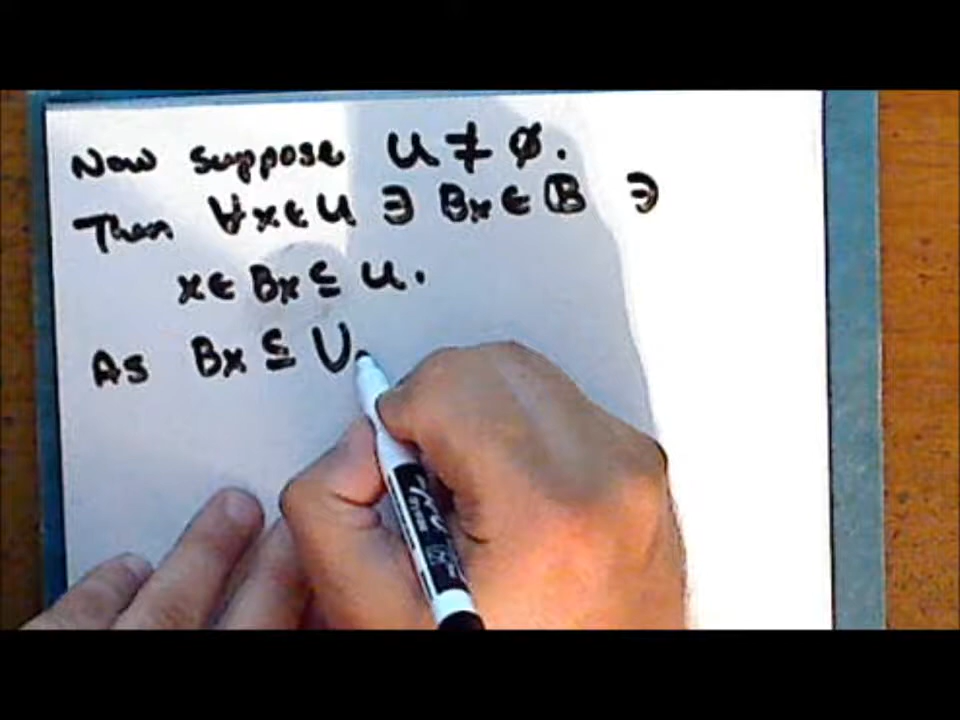 Now suppose U ≠ ∅.
Then ∀x∈U ∃ Bx∈𝔹 ∋
x∈ Bx ⊆ U.
As Bx ⊆ U